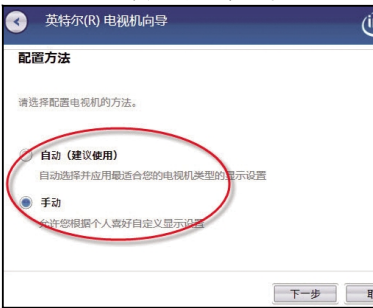 英特尔(R) 电视机向导
配置方法
请选择配置电视机的方法。
自动（建议使用）
自动选择并应用最适合您的电视机类型的显示设置
手动
允许您根据个人喜好自定义显示设置
下一步